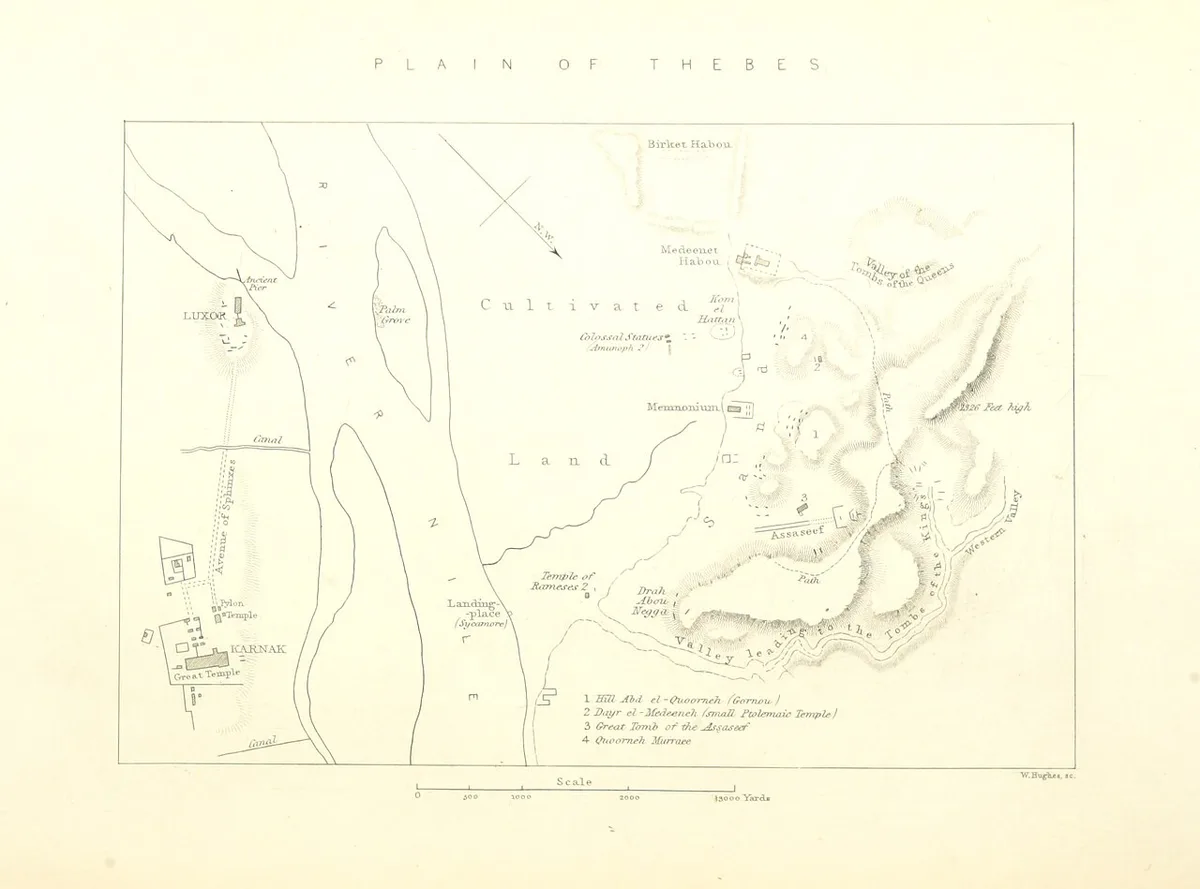 PLAIN OF THEBES
Birket Habou
RIVER NILE
N.W.
Medeenet
Habou
Valley of the
Tombs of the Queens
Ancient
Pier
LUXOR
Palm
Grove
Cultivated
Land
Kom
el
Hattan
Colossal Statues
(Amunoph 2)
4
2
Sand
Memnonium
Path
1326 Feet high
1
Canal
Avenue of Sphinxes
3
Assaseef
Path
Western Valley
Temple of
Rameses 2
Drah
Abou
Negga
Landing-
-place
(Sycamore)
Valley leading to the Tombs of the Kings
Pylon
Temple
KARNAK
Great Temple
Canal
1 Hill Abd el-Quoorneh (Gornou)
2 Dayr el-Medeeneh (small Ptolemaic Temple)
3 Great Tomb of the Assaseef
4 Quoorneh Murraee
W. Hughes, sc.
Scale
0 500 1000 2000 3000 Yards